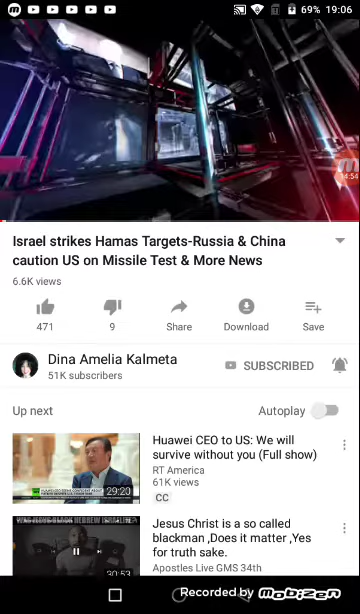 69% 19:06
14:54
Israel strikes Hamas Targets-Russia & China
caution US on Missile Test & More News
6.6K views
471
9
Share
Download
Save
Dina Amelia Kalmeta
51K subscribers
SUBSCRIBED
Up next
Autoplay
Huawei CEO to US: We will
survive without you (Full show)
RT America
61K views
CC
29:20
Jesus Christ is a so called
blackman ,Does it matter ,Yes
for truth sake.
Apostles Live GMS 34th
30:53
Recorded by Mobizen